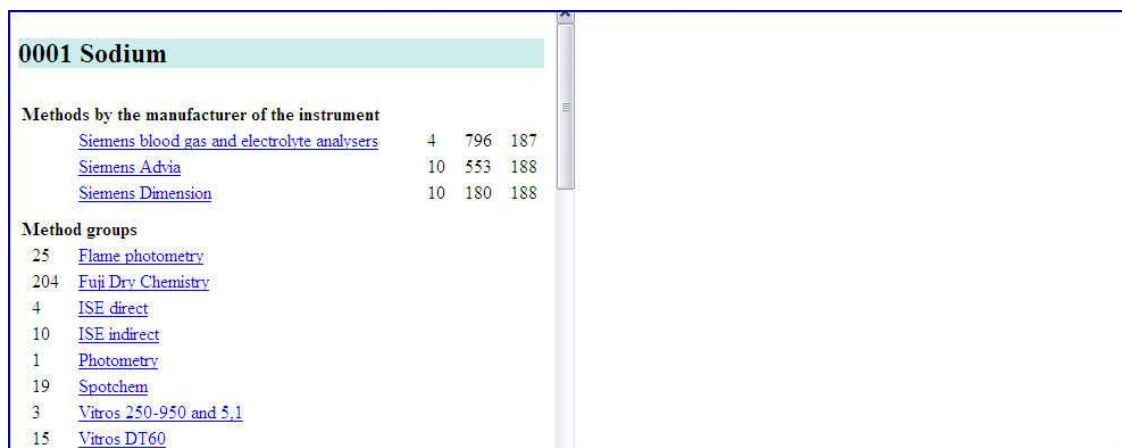 0001 Sodium
Methods by the manufacturer of the instrument
Siemens blood gas and electrolyte analysers 4 796 187
Siemens Advia 10 553 188
Siemens Dimension 10 180 188
Method groups
25 Flame photometry
204 Fuji Dry Chemistry
4 ISE direct
10 ISE indirect
1 Photometry
19 Spotchem
3 Vitros 250-950 and 5,1
15 Vitros DT60